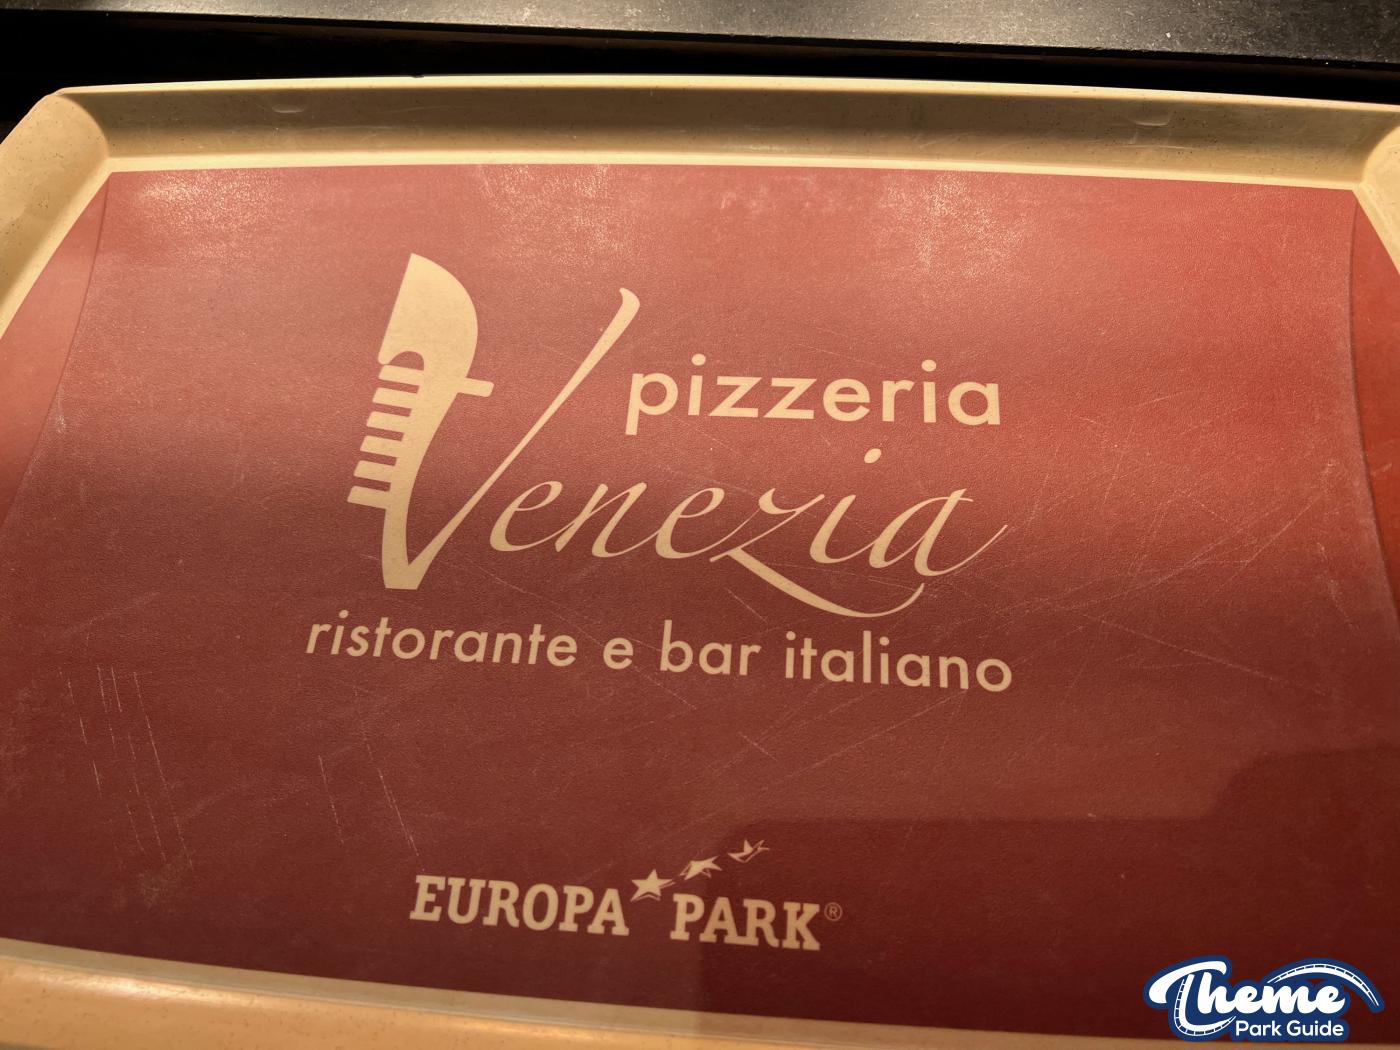 pizzeria
Venezia
ristorante e bar italiano
EUROPA PARK®
Theme
Park Guide